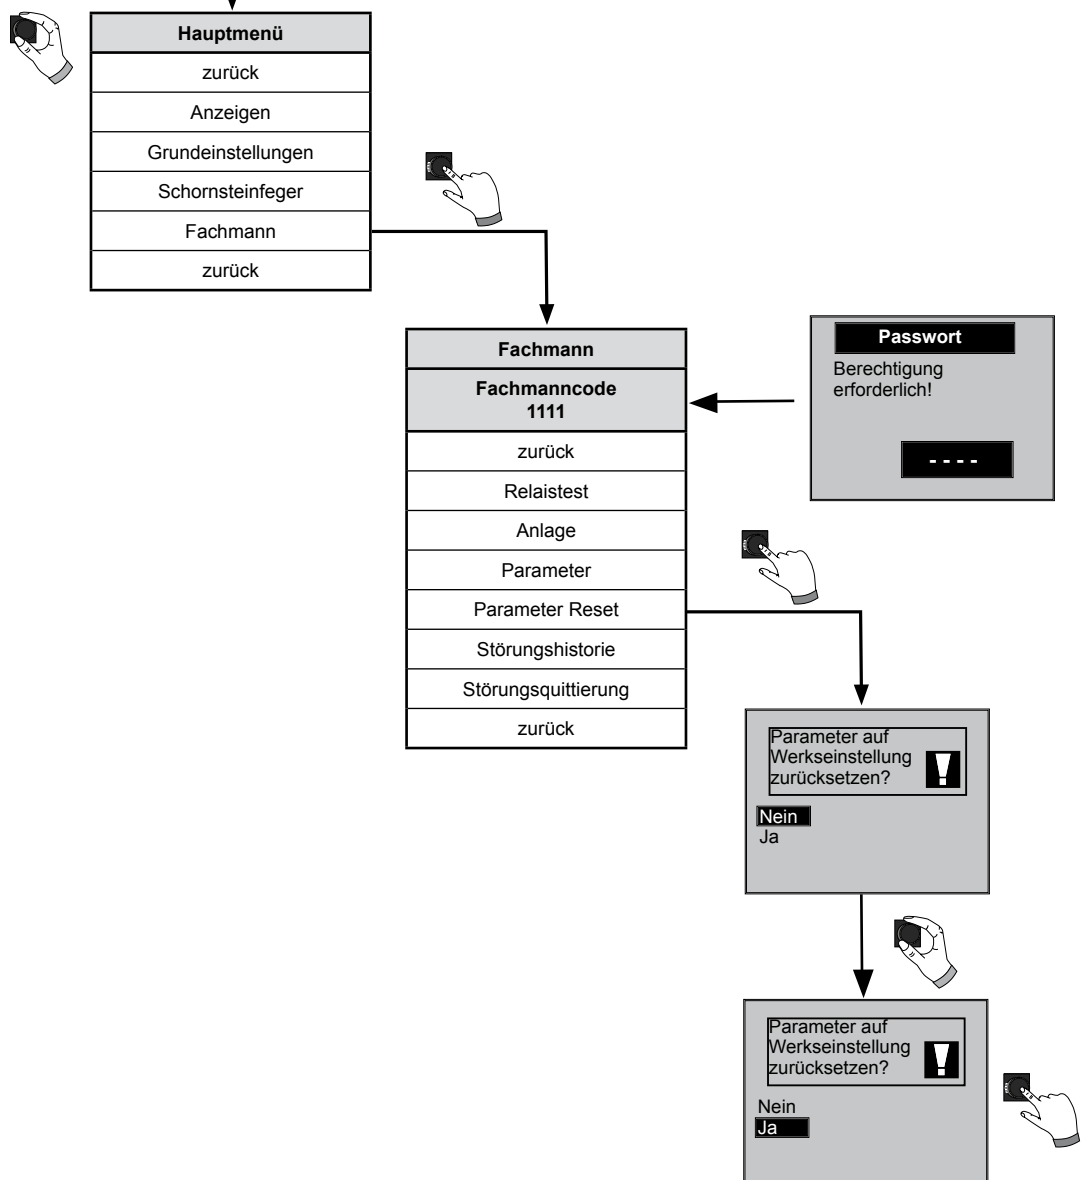 Hauptmenü
zurück
Anzeigen
Grundeinstellungen
Schornsteinfeger
Fachmann
zurück
Fachmann
Fachmanncode
1111
zurück
Relaistest
Anlage
Parameter
Parameter Reset
Störungshistorie
Störungsquittierung
zurück
Passwort
Berechtigung
erforderlich!
- - - -
Parameter auf
Werkseinstellung
zurücksetzen?
Nein
Ja
Parameter auf
Werkseinstellung
zurücksetzen?
Nein
Ja